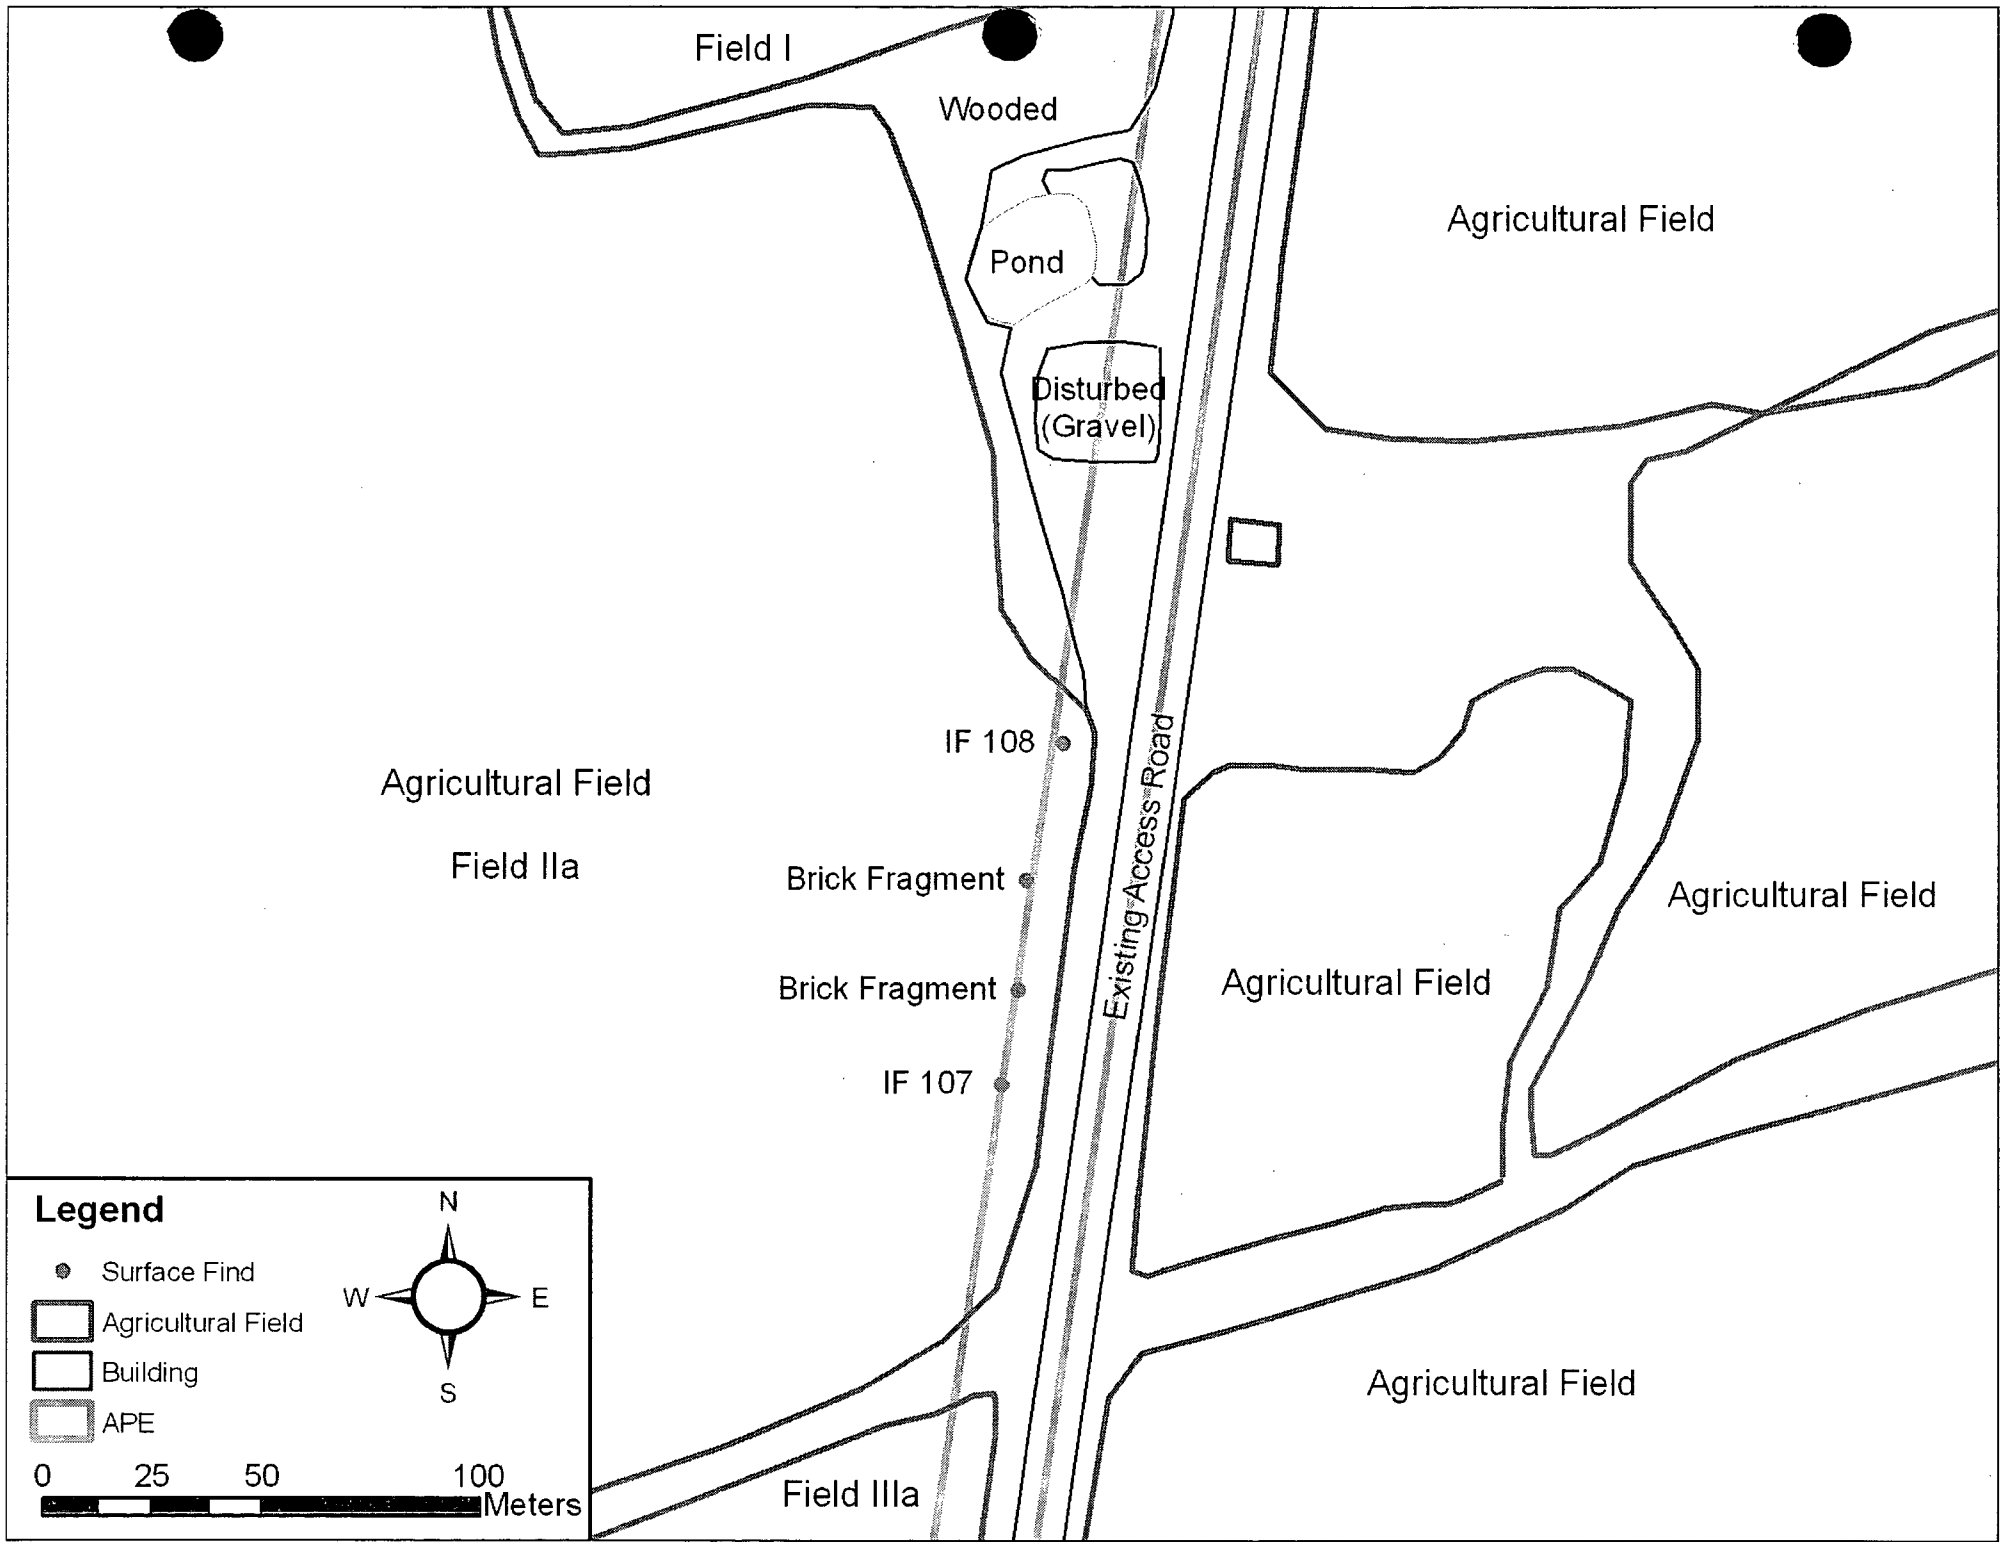 Field I
Wooded
Agricultural Field
Pond
Disturbed
(Gravel)
IF 108
Existing Access Road
Agricultural Field
Field IIa
Brick Fragment
Agricultural Field
Brick Fragment
Agricultural Field
IF 107
Legend
N
Surface Find
W
E
Agricultural Field
Building
S
APE
Agricultural Field
0 25 50 100
Meters
Field IIIa